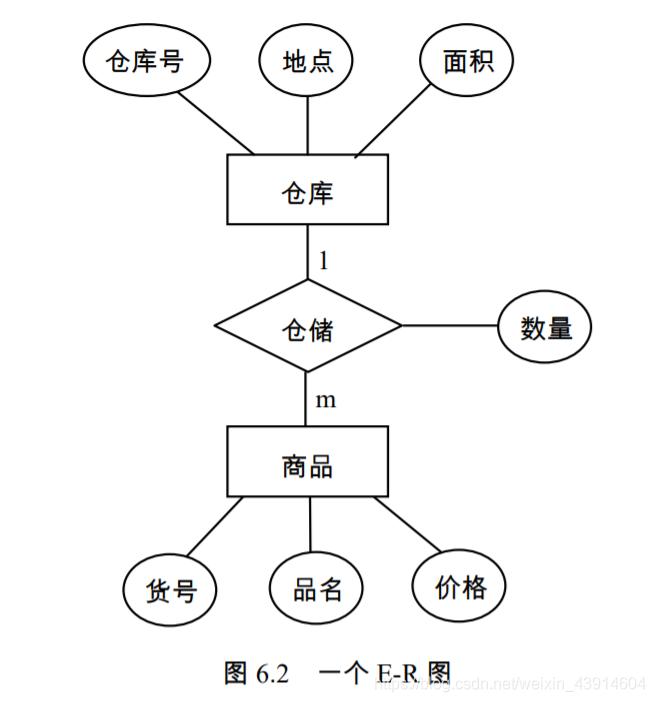 仓库号 地点 面积
仓库
1
仓储 数量
m
商品
货号 品名 价格
图 6.2 一个 E-R 图
https://blog.csdn.net/weixin_43914604